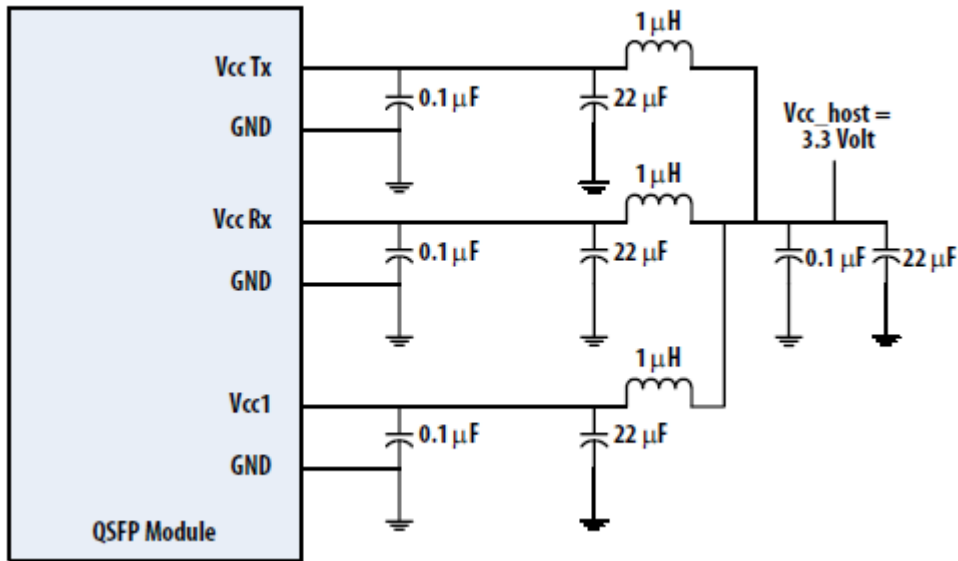 1 μH
Vcc Tx
0.1 μF
22 μF
GND
Vcc_host =
3.3 Volt
1 μH
Vcc Rx
0.1 μF
22 μF
0.1 μF
22 μF
GND
1 μH
Vcc1
0.1 μF
22 μF
GND
QSFP Module